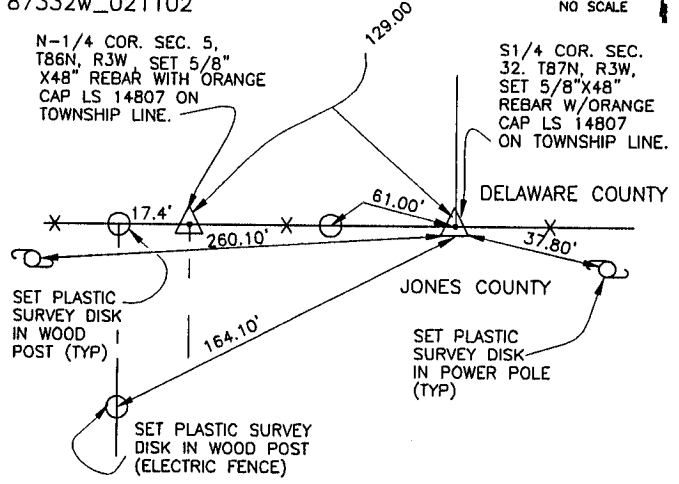 87332w_021102
NO SCALE
129.00
N-1/4 COR. SEC. 5,
T86N, R3W, SET 5/8"
X48" REBAR WITH ORANGE
CAP LS 14807 ON
TOWNSHIP LINE.
S1/4 COR. SEC.
32. T87N, R3W,
SET 5/8"X48"
REBAR W/ORANGE
CAP LS 14807
ON TOWNSHIP LINE.
17.4'
61.00'
DELAWARE COUNTY
260.10'
37.80'
JONES COUNTY
SET PLASTIC
SURVEY DISK
IN WOOD
POST (TYP)
164.10'
SET PLASTIC
SURVEY DISK
IN POWER POLE
(TYP)
SET PLASTIC SURVEY
DISK IN WOOD POST
(ELECTRIC FENCE)